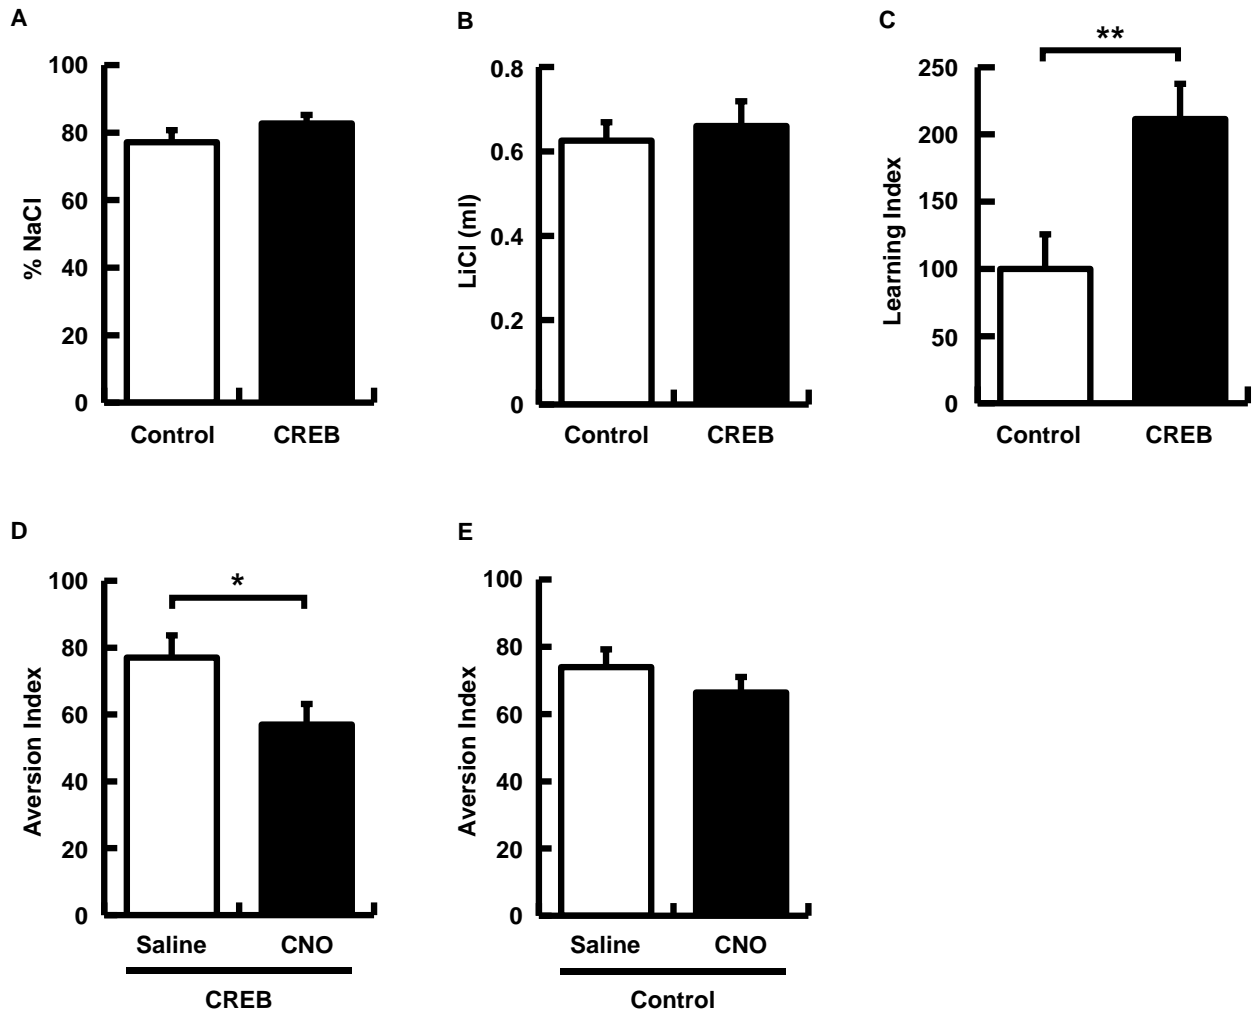 A
100
80
60
40
20
0
% NaCl
Control CREB
B
0.8
0.6
0.4
0.2
0
LiCl (ml)
Control CREB
C
**
250
200
150
100
50
0
Learning Index
Control CREB
D
*
100
80
60
40
20
0
Aversion Index
Saline CNO
CREB
E
100
80
60
40
20
0
Aversion Index
Saline CNO
Control